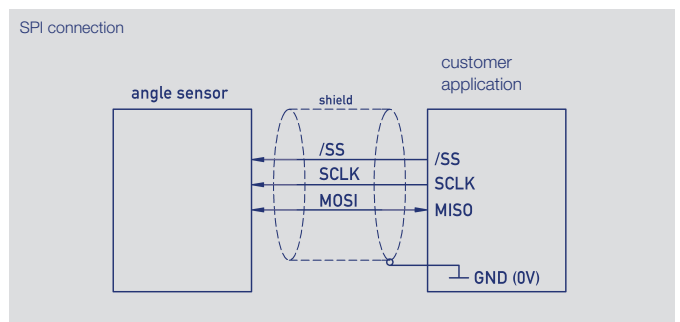 SPI connection
customer
application
angle sensor
shield
/SS
/SS
SCLK
SCLK
MOSI
MISO
GND (0V)